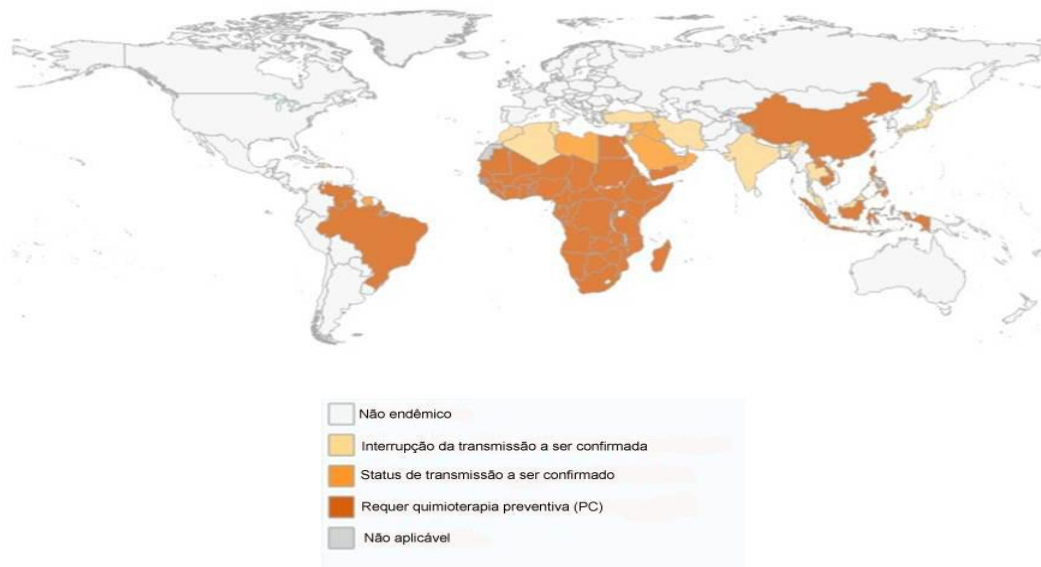 Não endêmico
Interrupção da transmissão a ser confirmada
Status de transmissão a ser confirmado
Requer quimioterapia preventiva (PC)
Não aplicável